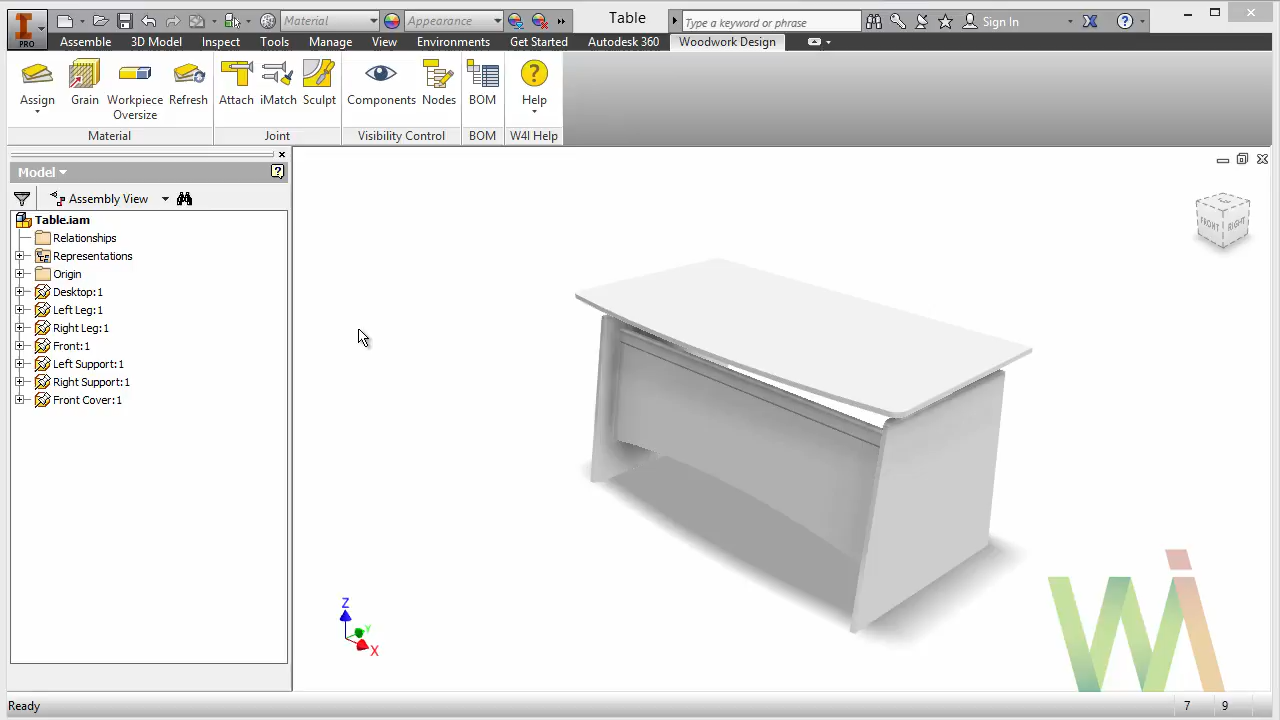 Material
Appearance
Table
Type a keyword or phrase
Sign In
PRO
Assemble
3D Model
Inspect
Tools
Manage
View
Environments
Get Started
Autodesk 360
Woodwork Design
Assign
Grain
Workpiece
Oversize
Refresh
Attach
iMatch
Sculpt
Components
Nodes
BOM
Help
Material
Joint
Visibility Control
BOM
W4I Help
Model
Assembly View
Table.iam
Relationships
Representations
Origin
Desktop:1
Left Leg:1
Right Leg:1
Front:1
Left Support:1
Right Support:1
Front Cover:1
FRONT
RIGHT
Z
Y
X
WI
Ready
7
9